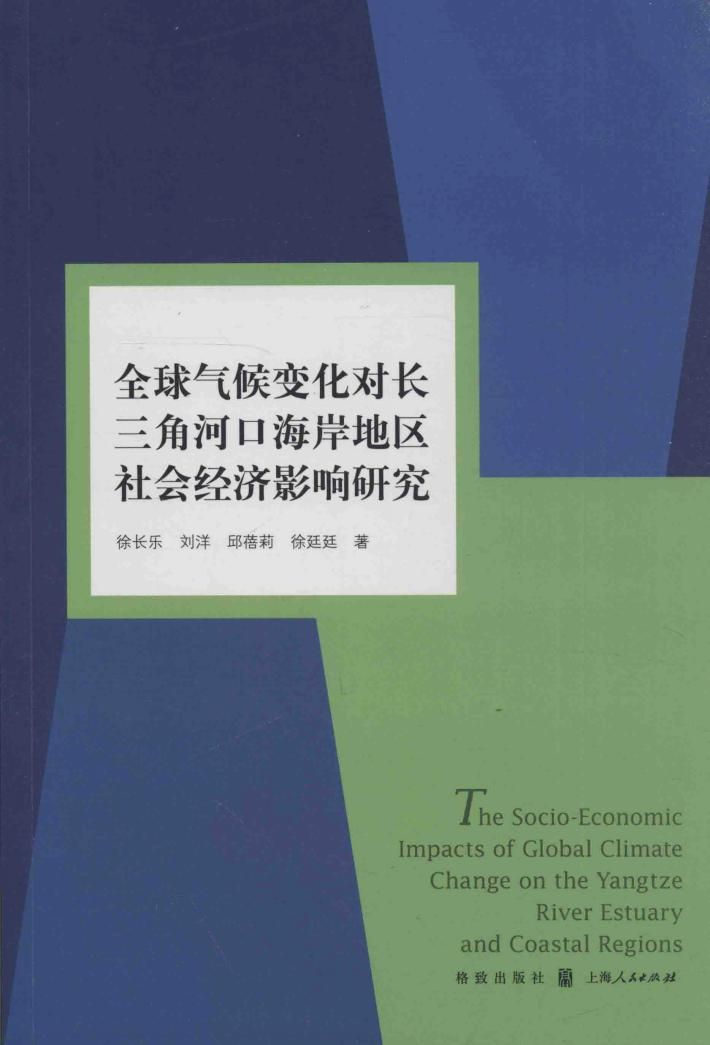 全球气候变化对长
三角河口海岸地区
社会经济影响研究
徐长乐 刘洋 邱蓓莉 徐廷廷 著
The Socio-Economic
Impacts of Global Climate
Change on the Yangtze
River Estuary
and Coastal Regions
格致出版社 上海人民出版社